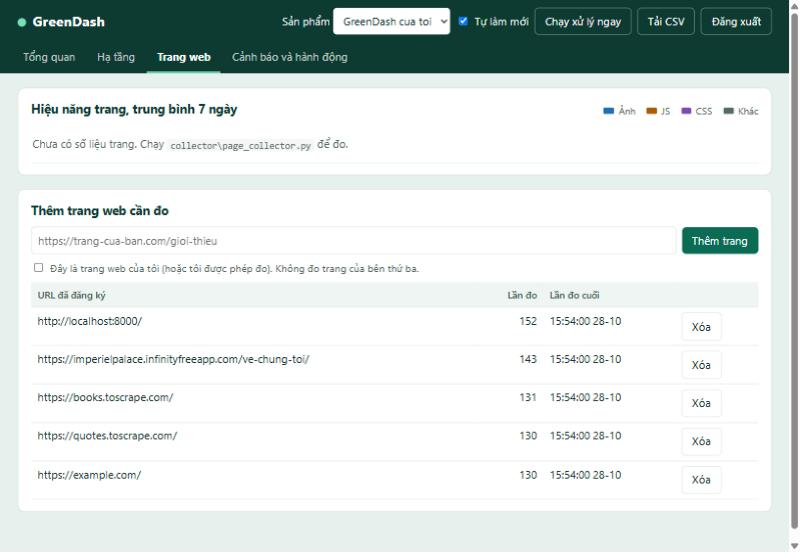 GreenDash
Sản phẩm GreenDash cua toi Tự làm mới Chạy xử lý ngay Tải CSV Đăng xuất
Tổng quan Hạ tầng Trang web Cảnh báo và hành động
Hiệu năng trang, trung bình 7 ngày
Ảnh JS CSS Khác
Chưa có số liệu trang. Chạy collector\page_collector.py để đo.
Thêm trang web cần đo
https://trang-cua-ban.com/gioi-thieu Thêm trang
Đây là trang web của tôi (hoặc tôi được phép đo). Không đo trang của bên thứ ba.
URL đã đăng ký Lần đo Lần đo cuối
http://localhost:8000/ 152 15:54:00 28-10 Xóa
https://imperielpalace.infinityfreeapp.com/ve-chung-toi/ 143 15:54:00 28-10 Xóa
https://books.toscrape.com/ 131 15:54:00 28-10 Xóa
https://quotes.toscrape.com/ 130 15:54:00 28-10 Xóa
https://example.com/ 130 15:54:00 28-10 Xóa